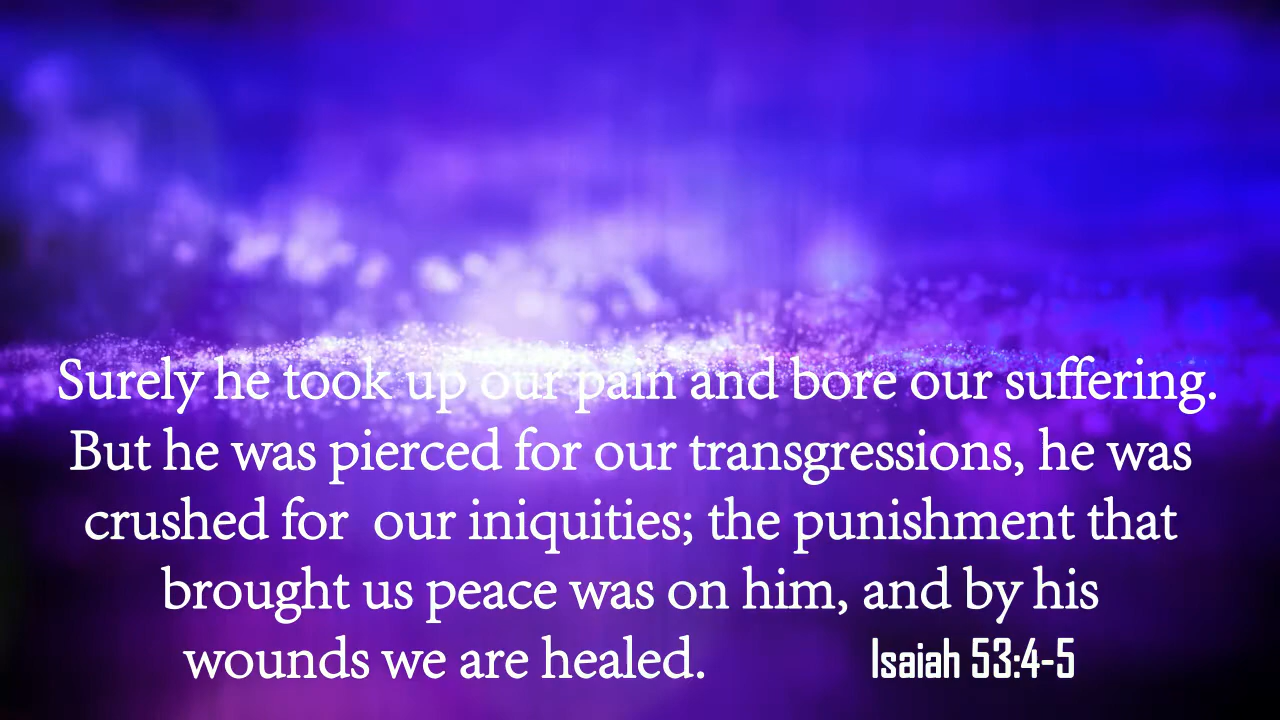 Surely he took up our pain and bore our suffering.
But he was pierced for our transgressions, he was
crushed for  our iniquities; the punishment that
brought us peace was on him, and by his
wounds we are healed. Isaiah 53:4-5